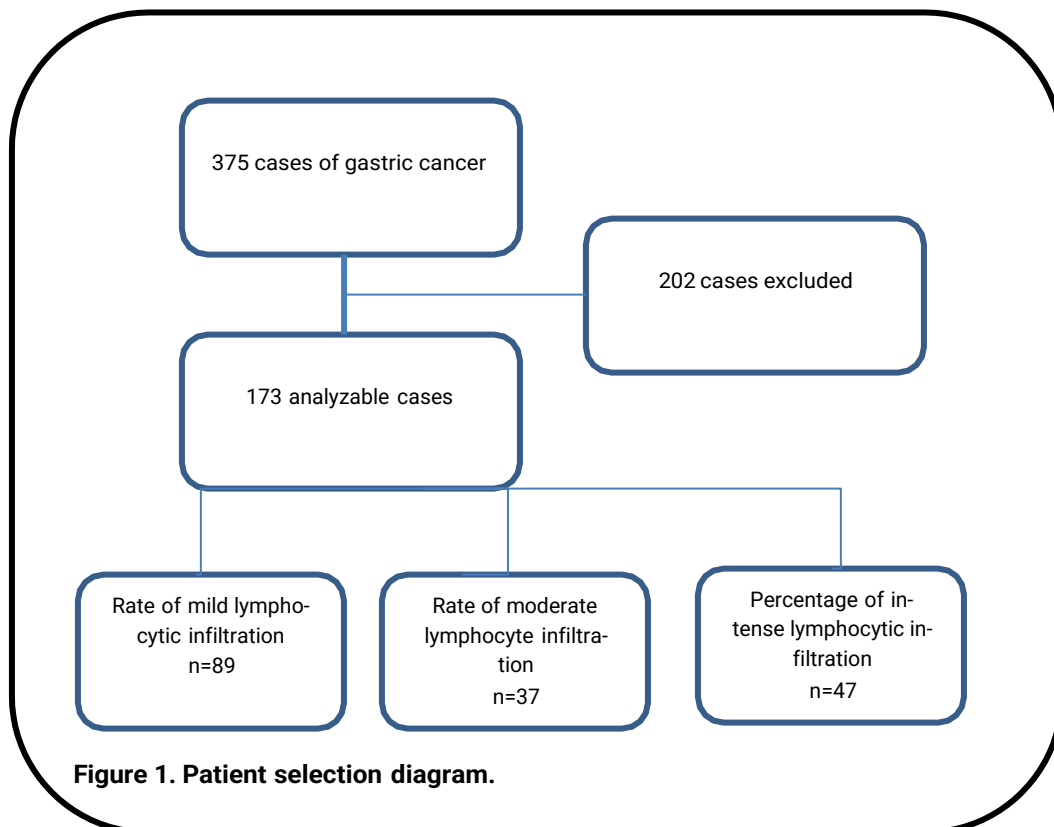 375 cases of gastric cancer
202 cases excluded
173 analyzable cases
Rate of mild lympho-
cytic infiltration
n=89
Rate of moderate
lymphocyte infiltra-
tion
n=37
Percentage of in-
tense lymphocytic in-
filtration
n=47
Figure 1. Patient selection diagram.